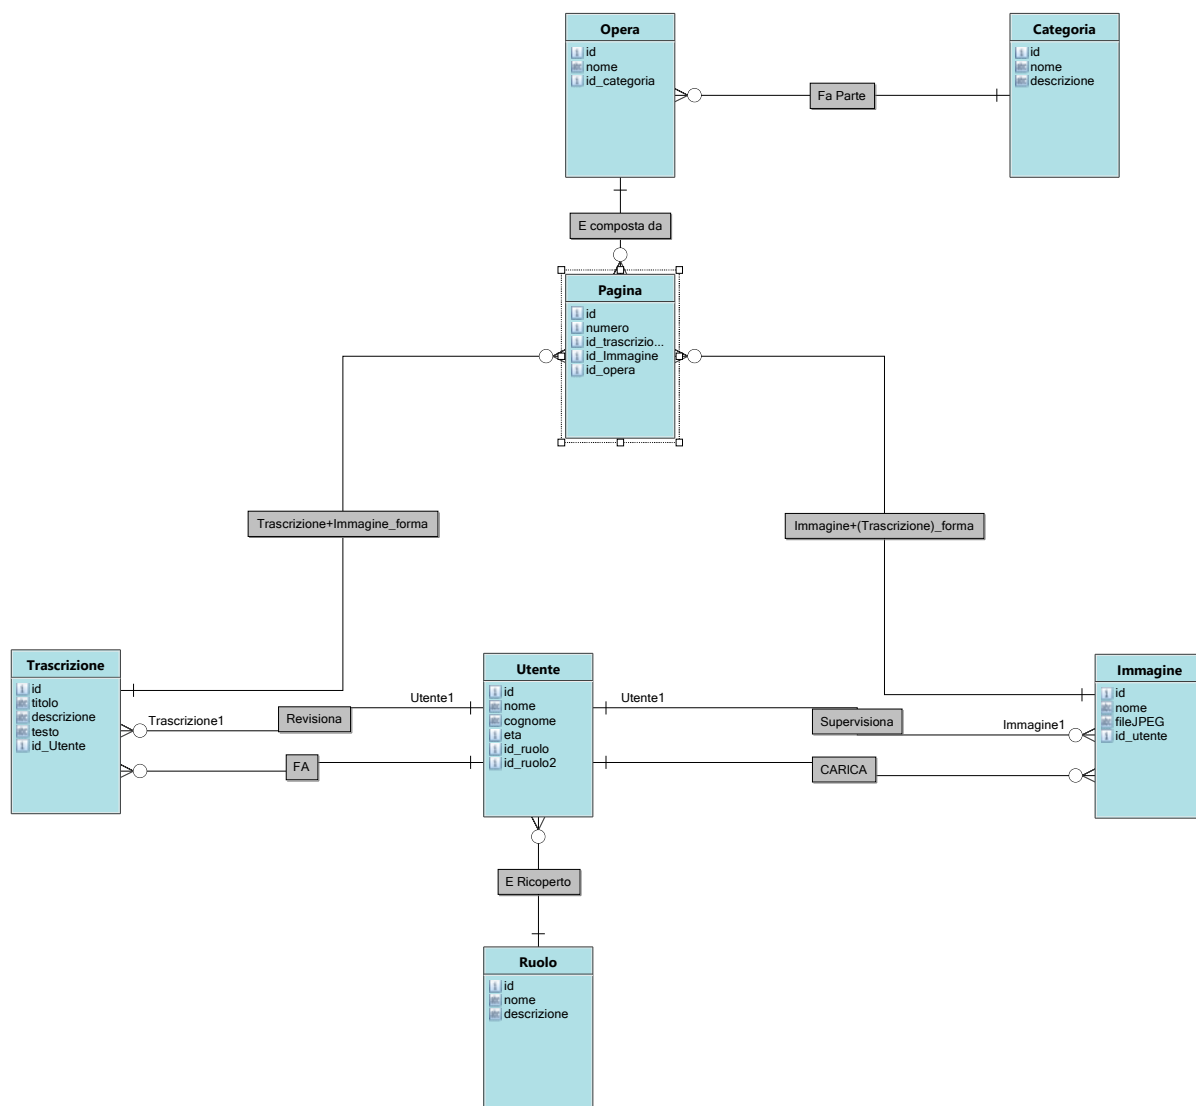 Opera
id
nome
id_categoria
Categoria
id
nome
descrizione
Fa Parte
E composta da
Pagina
id
numero
id_trascrizio...
id_Immagine
id_opera
Trascrizione+Immagine_forma
Immagine+(Trascrizione)_forma
Trascrizione
id
titolo
descrizione
testo
id_Utente
Trascrizione1
Revisiona
Utente1
FA
Utente
id
nome
cognome
eta
id_ruolo
id_ruolo2
Utente1
Supervisiona
Immagine1
CARICA
Immagine
id
nome
fileJPEG
id_utente
E Ricoperto
Ruolo
id
nome
descrizione